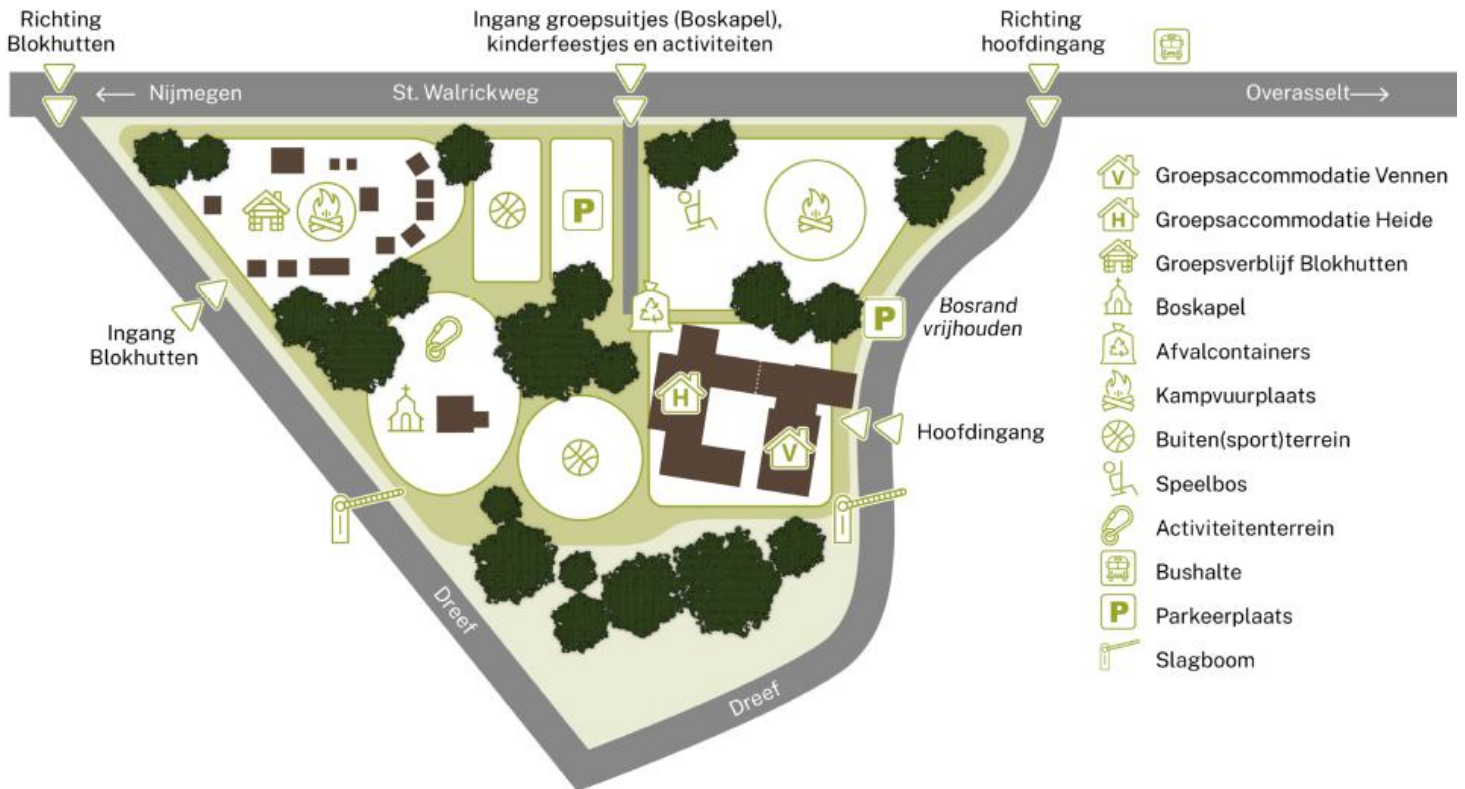 Richting
Blokhutten
Ingang groepsuitjes (Boskapel),
kinderfeestjes en activiteiten
Richting
hoofdingang
← Nijmegen
St. Walrickweg
Overasselt→
P
Ingang
Blokhutten
P
Bosrand
vrijhouden
H
V
Hoofdingang
Dreef
Dreef
V Groepsaccommodatie Vennen
H Groepsaccommodatie Heide
Groepsverblijf Blokhutten
Boskapel
Afvalcontainers
Kampvuurplaats
Buiten(sport)terrein
Speelbos
Activiteitenterrein
Bushalte
P Parkeerplaats
Slagboom